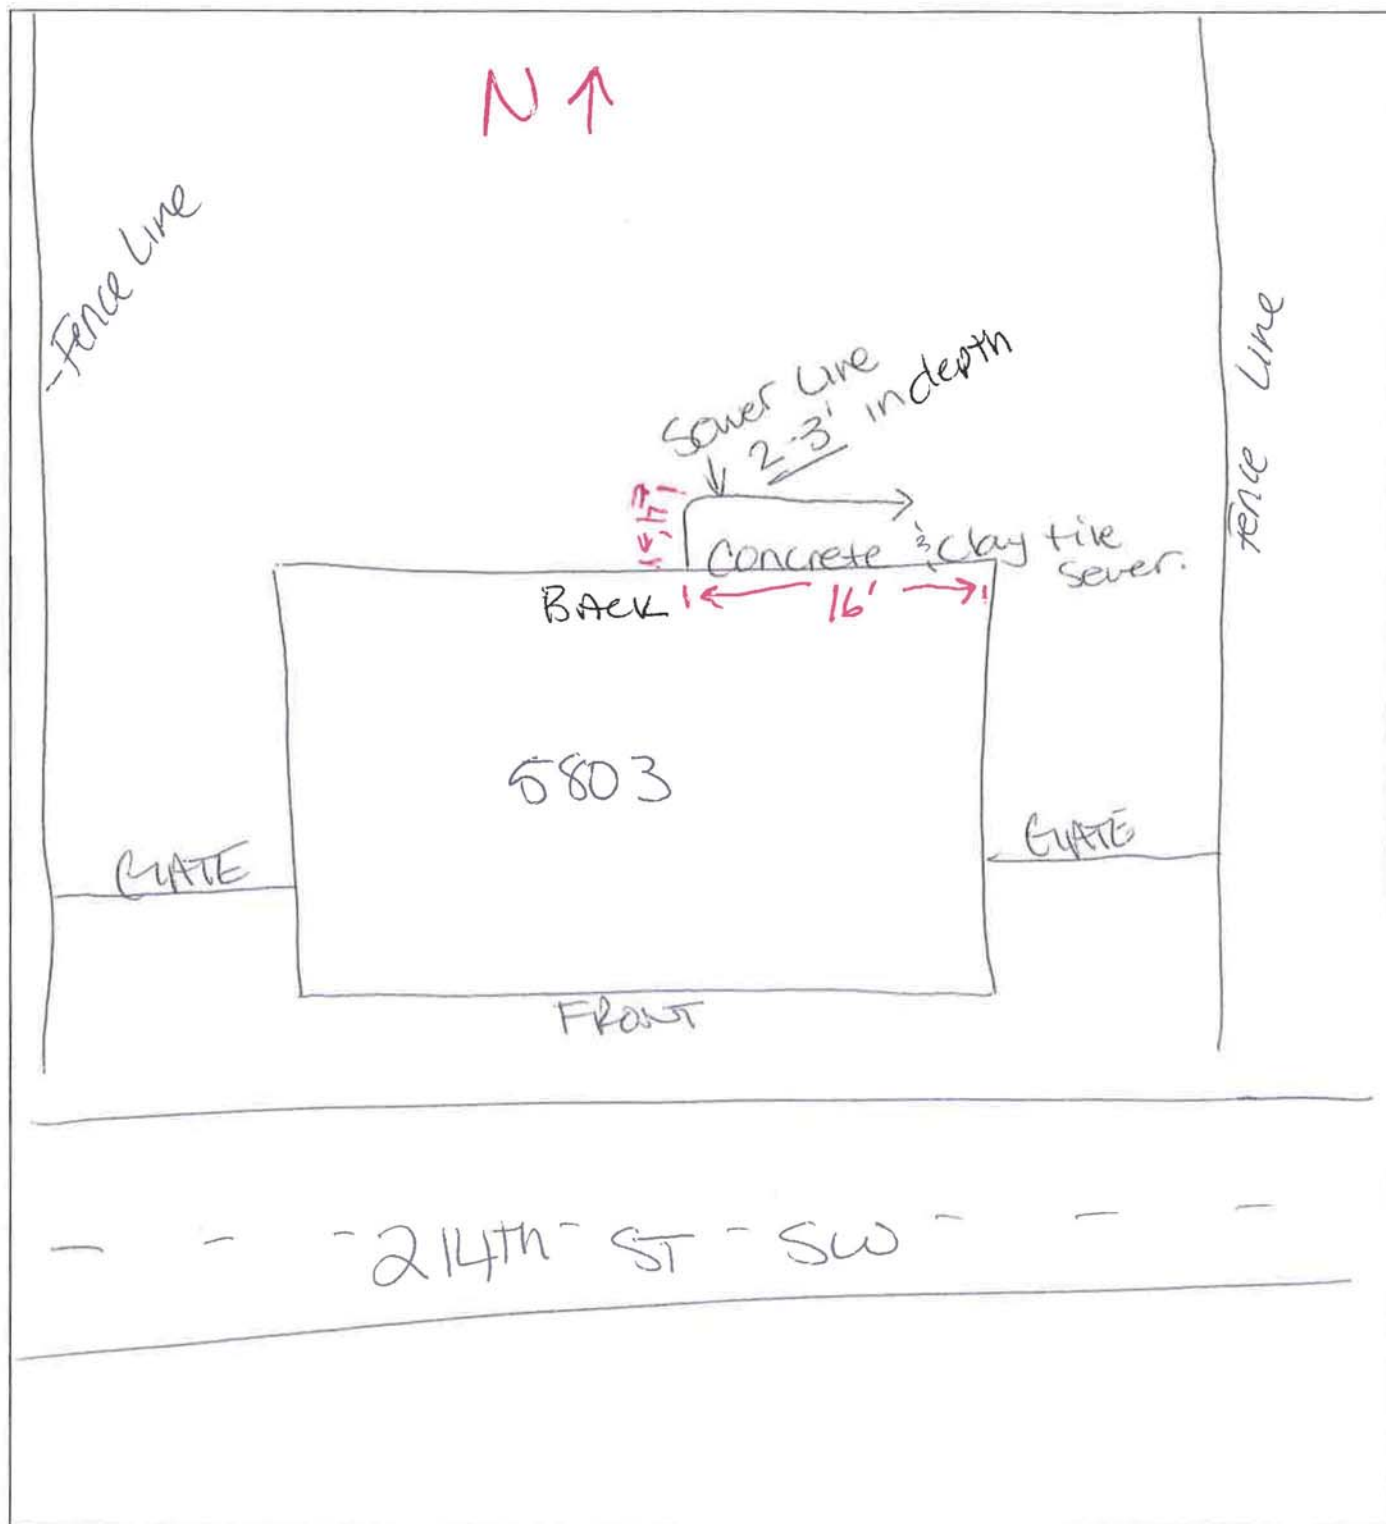 N ↑
Fence Line
Fence Line
Sewer Line
2-3' in depth
Concrete & Clay tile
Sewer.
BACK
16'
5803
GATE
GATE
FRONT
214th ST SW